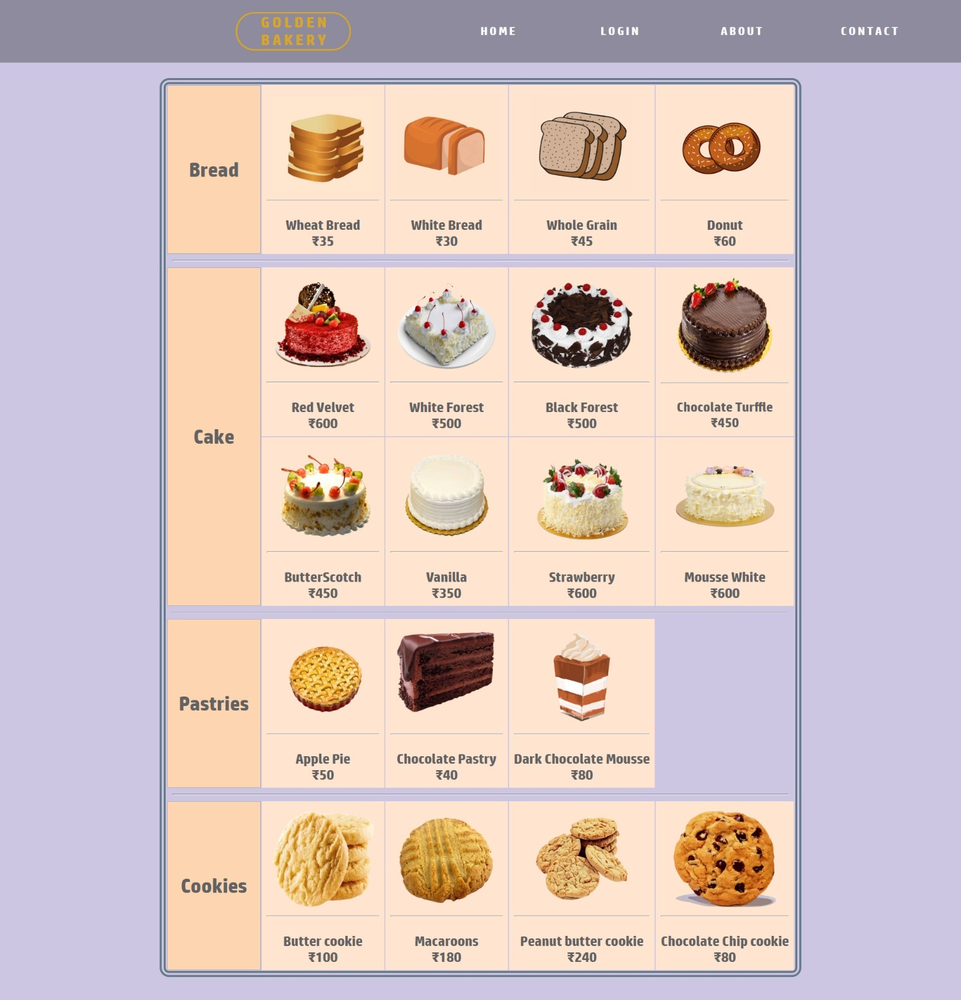 GOLDEN
BAKERY
HOME
LOGIN
ABOUT
CONTACT
Bread
Wheat Bread
₹35
White Bread
₹30
Whole Grain
₹45
Donut
₹60
Cake
Red Velvet
₹600
White Forest
₹500
Black Forest
₹500
Chocolate Turffle
₹450
ButterScotch
₹450
Vanilla
₹350
Strawberry
₹600
Mousse White
₹600
Pastries
Apple Pie
₹50
Chocolate Pastry
₹40
Dark Chocolate Mousse
₹80
Cookies
Butter cookie
₹100
Macaroons
₹180
Peanut butter cookie
₹240
Chocolate Chip cookie
₹80